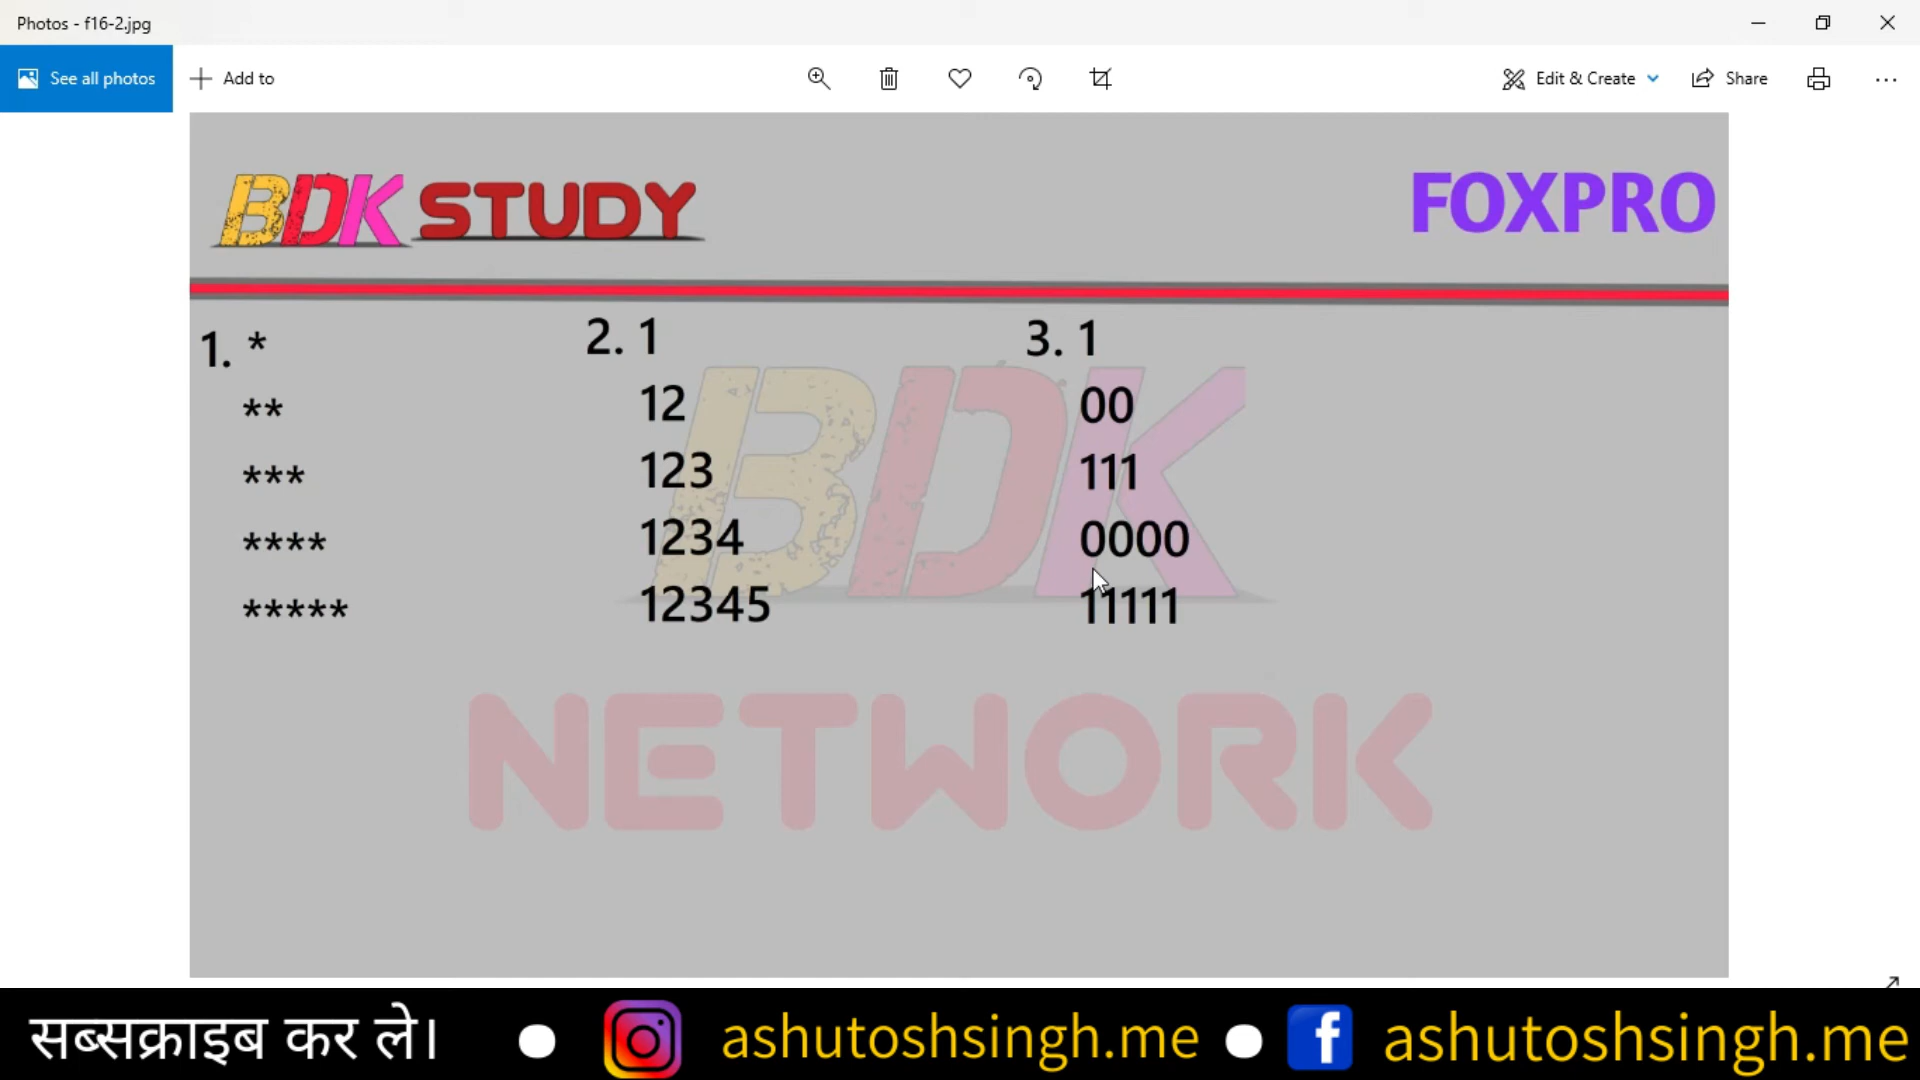 Photos - f16-2.jpg
See all photos
Add to
Edit & Create
Share
BDK STUDY
FOXPRO
1. *
**
***
****
*****
2. 1
12
123
1234
12345
3. 1
00
111
0000
11111
BDK
NETWORK
सब्सक्राइब कर ले।
ashutoshsingh.me
ashutoshsingh.me